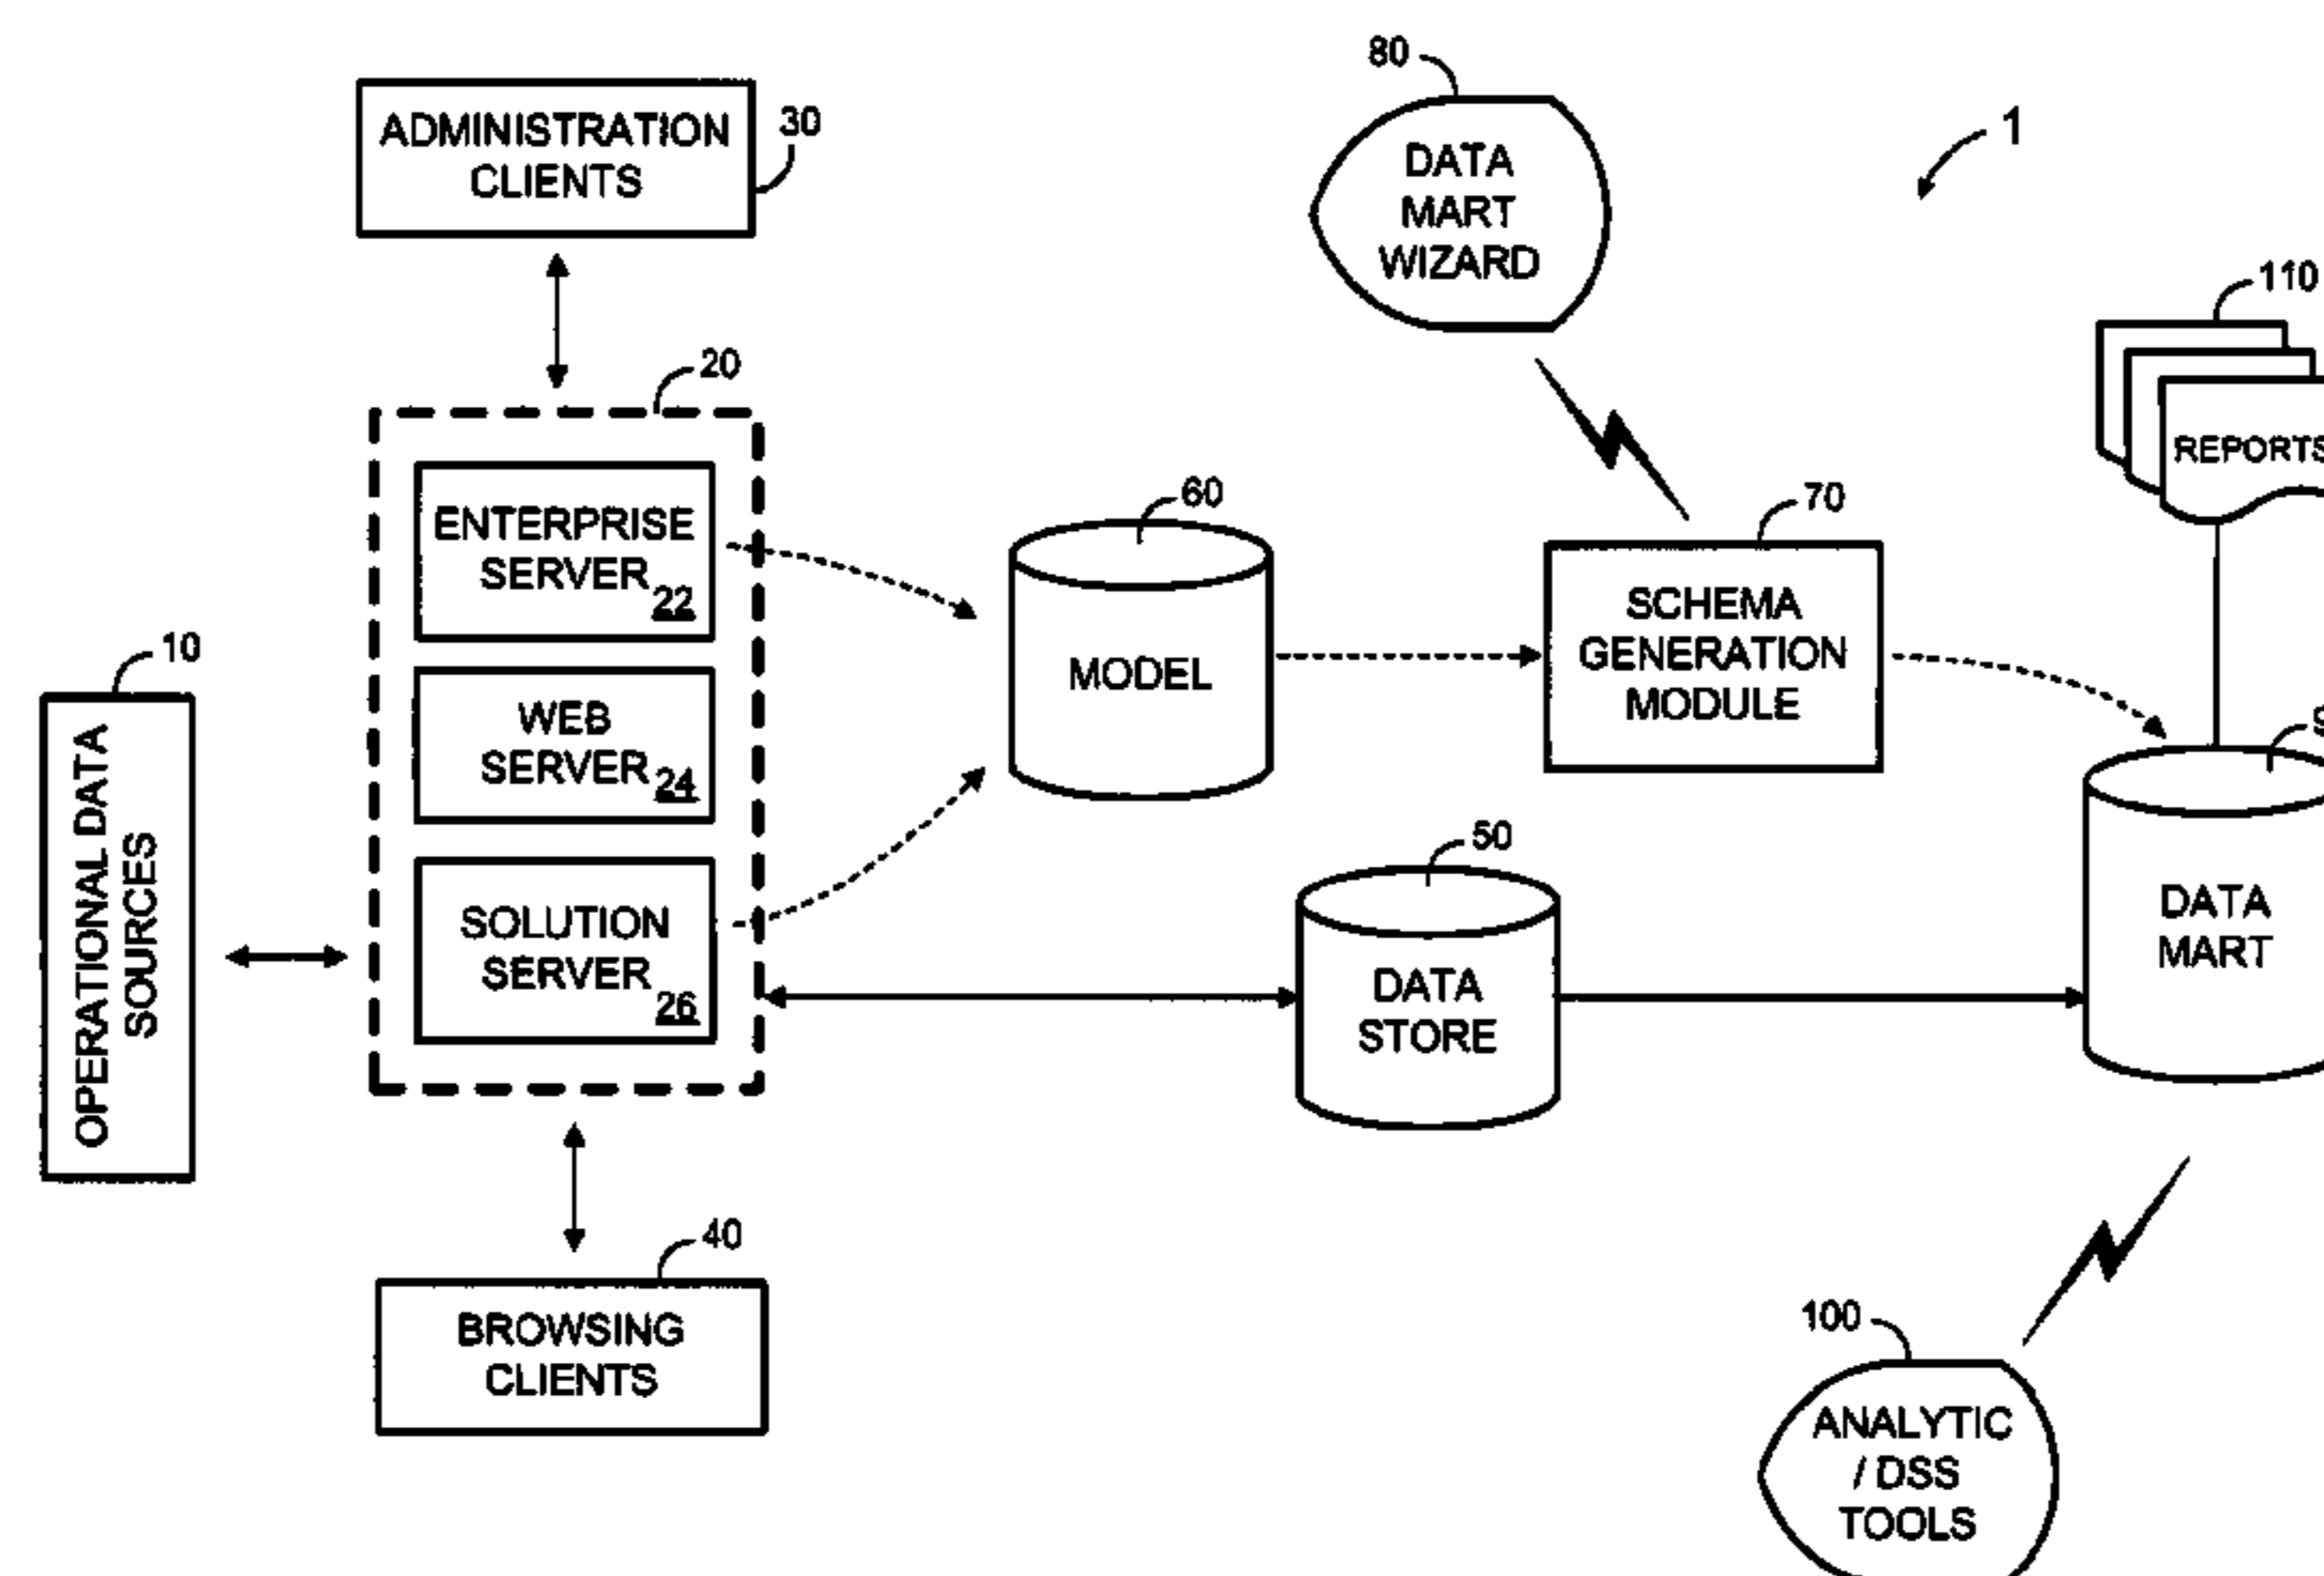 80
1
ADMINISTRATION
CLIENTS
30
DATA
MART
WIZARD
110
REPORTS
20
ENTERPRISE
SERVER
22
60
MODEL
70
SCHEMA
GENERATION
MODULE
10
OPERATIONAL DATA
SOURCES
WEB
SERVER
24
SOLUTION
SERVER
26
50
DATA
STORE
DATA
MART
40
BROWSING
CLIENTS
100
ANALYTIC
/ DSS
TOOLS